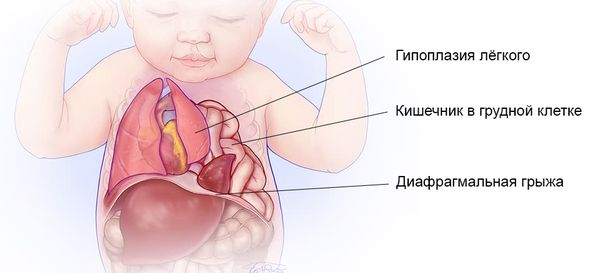 Гипоплазия лёгкого
Кишечник в грудной клетке
Диафрагмальная грыжа